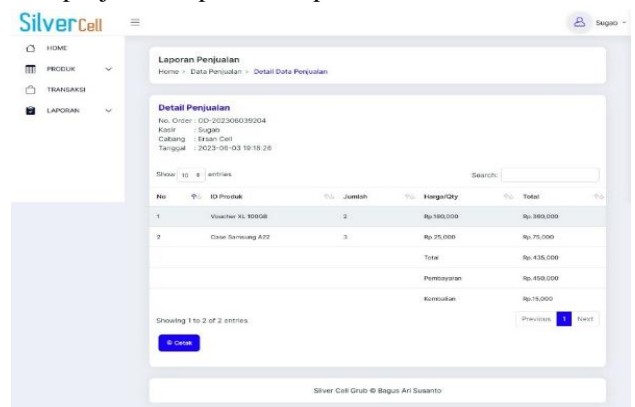 SilverCell
Sugab
HOME
PRODUK
TRANSAKSI
LAPORAN
Laporan Penjualan
Home > Data Penjualan > Detail Data Penjualan
Detail Penjualan
No. Order : OD-202306039204
Kasir : Sugab
Cabang : Ersan Cell
Tanggal : 2023-06-03 19:16:26
Show 10 entries
Search:
No ID Produk Jumlah Harga/Qty Total
1 Voucher XL 100GB 2 Rp.180,000 Rp.360,000
2 Case Samsung A22 3 Rp.25,000 Rp.75,000
Total Rp.435,000
Pembayaran Rp.450,000
Kembalian Rp.15,000
Showing 1 to 2 of 2 entries
Previous 1 Next
Cetak
Silver Cell Grub © Bagus Ari Susanto